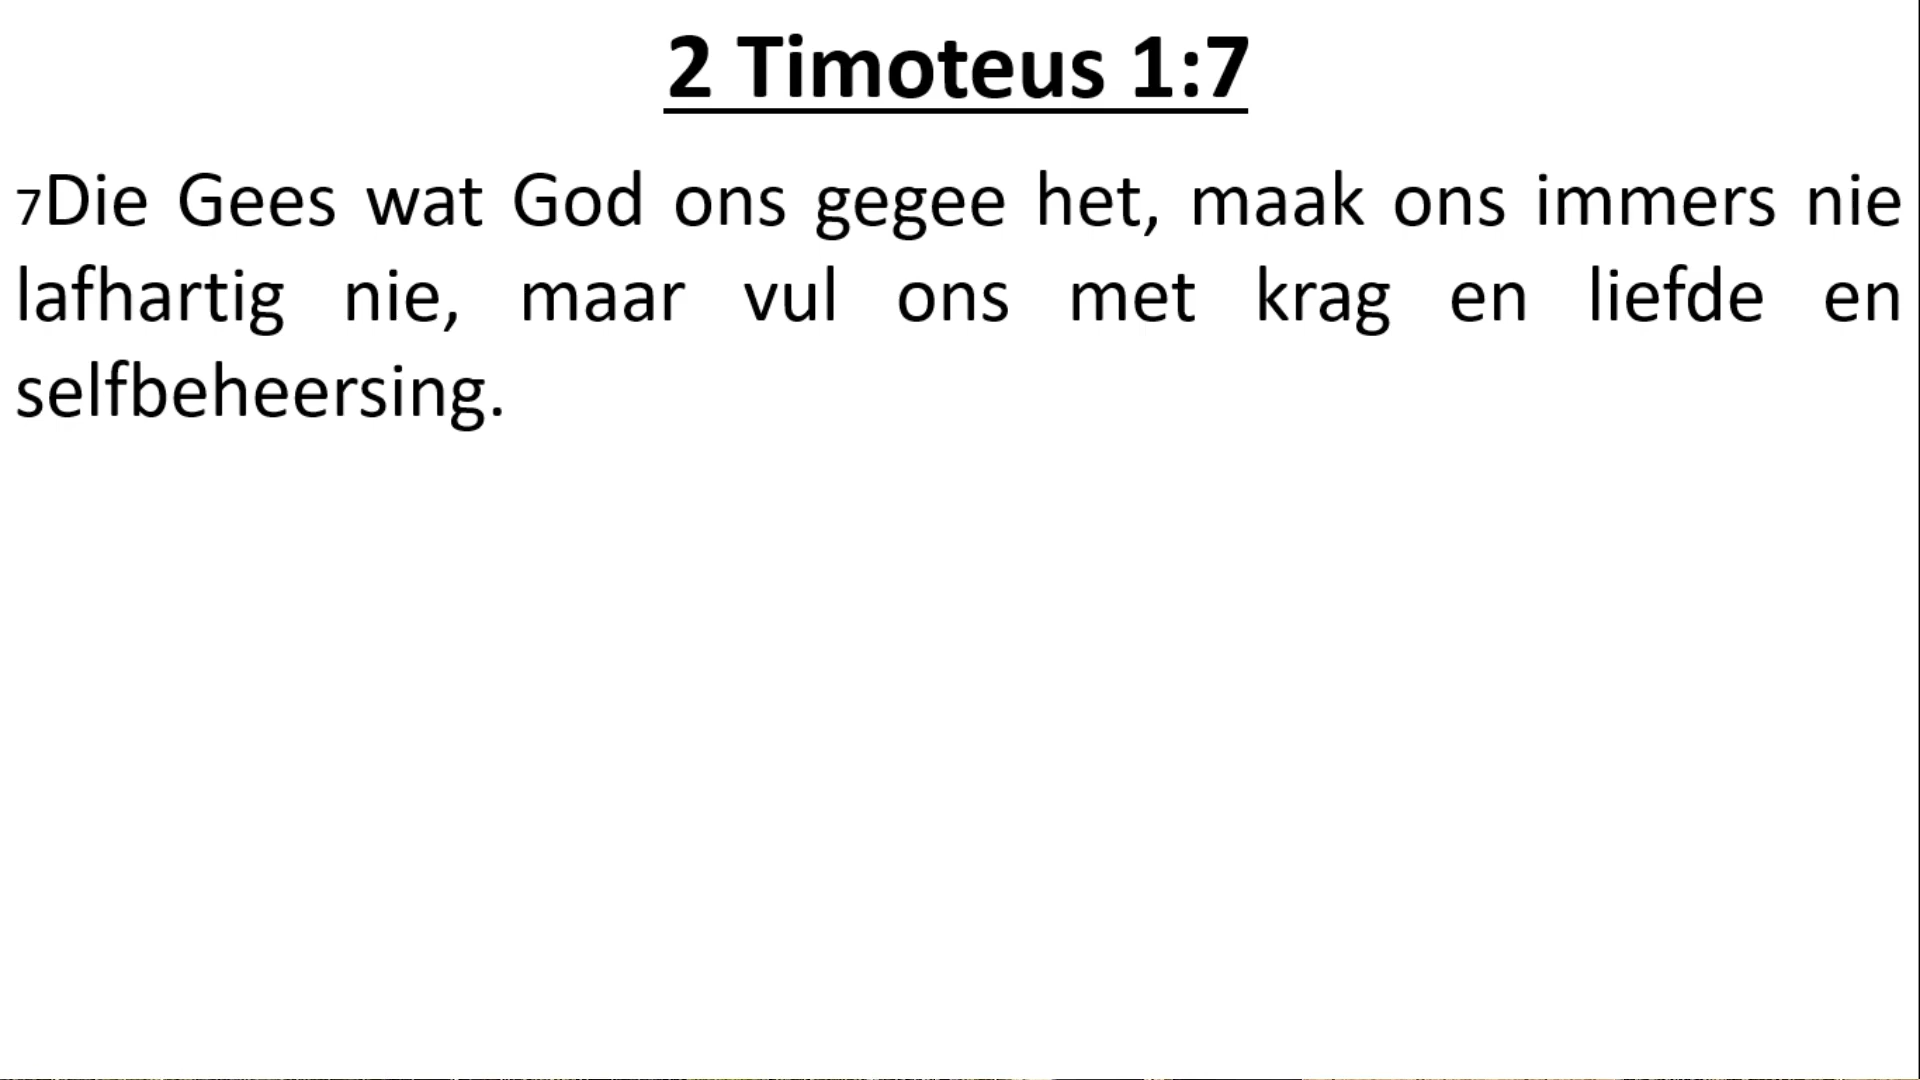 2 Timoteus 1:7
7Die Gees wat God ons gegee het, maak ons immers nie
lafhartig nie, maar vul ons met krag en liefde en
selfbeheersing.